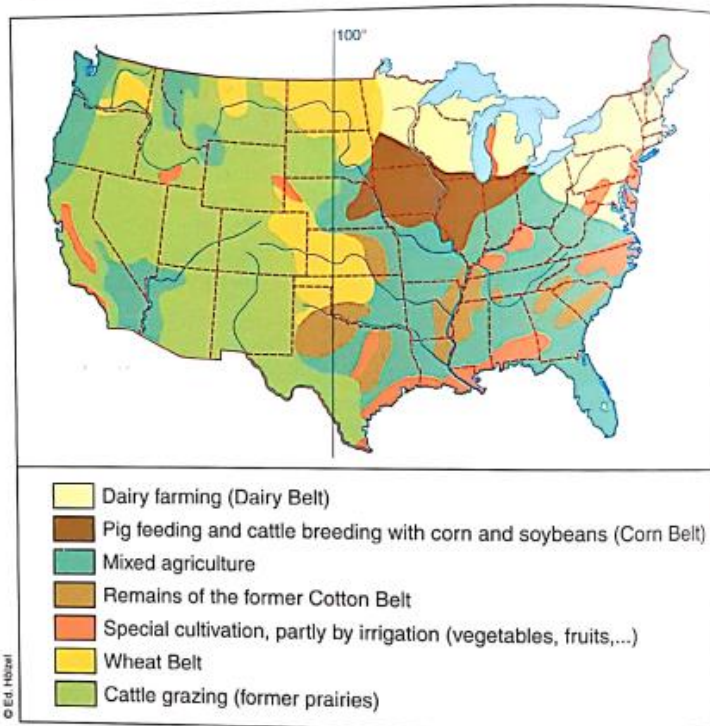 100°
Dairy farming (Dairy Belt)
Pig feeding and cattle breeding with corn and soybeans (Corn Belt)
Mixed agriculture
Remains of the former Cotton Belt
Special cultivation, partly by irrigation (vegetables, fruits,...)
Wheat Belt
Cattle grazing (former prairies)
© Ed. Hölzel